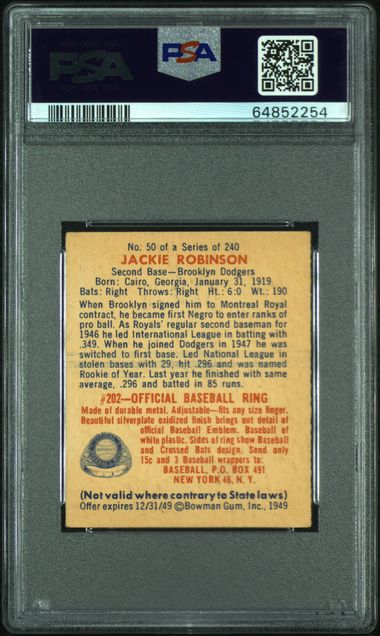 PSA
PSA
64852254
No. 50 of a Series of 240
JACKIE ROBINSON
Second Base—Brooklyn Dodgers
Born: Cairo, Georgia, January 31, 1919
Bats: Right Throws: Right Ht.: 6:0 Wt.: 190
When Brooklyn signed him to Montreal Royal
contract, he became first Negro to enter ranks of
pro ball. As Royals' regular second baseman for
1946 he led International League in batting with
.349. When he joined Dodgers in 1947 he was
switched to first base. Led National League in
stolen bases with 29, hit .296 and was named
Rookie of Year. Last year he finished with same
average, .296 and batted in 85 runs.
#202—OFFICIAL BASEBALL RING
Made of durable metal. Adjustable—fits any size finger.
Beautiful silverplate oxidized finish brings out detail of
official Baseball Emblem. Baseball of
white plastic. Sides of ring show Baseball
and Crossed Bats design. Send only
15c and 3 Baseball wrappers to:
BASEBALL, P.O. BOX 491
NEW YORK 46, N. Y.
(Not valid where contrary to State laws)
Offer expires 12/31/49 ©Bowman Gum, Inc., 1949